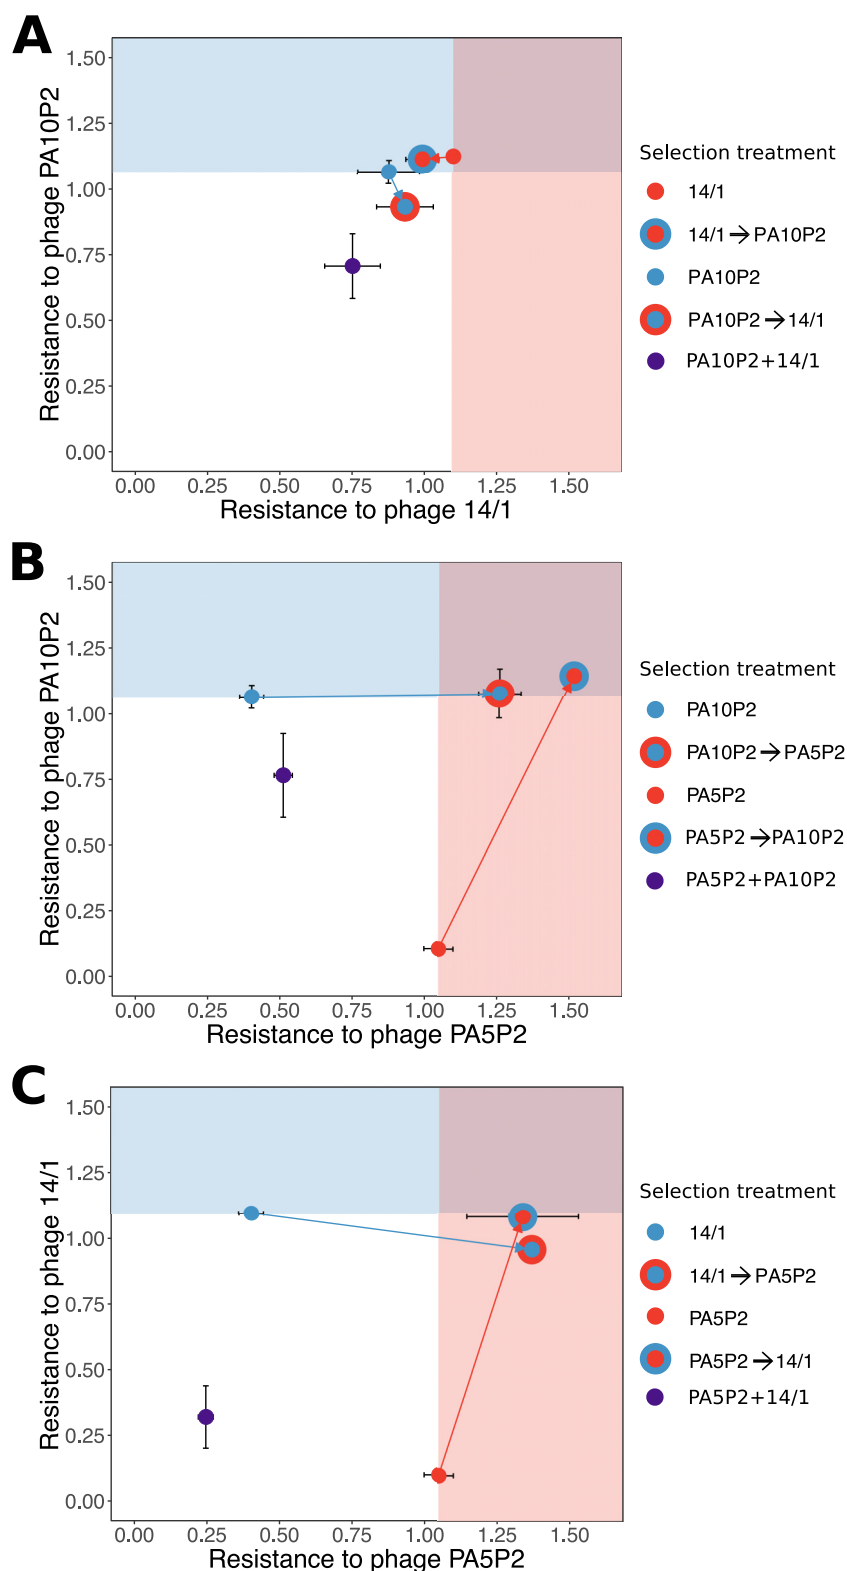 A
Resistance to phage PA10P2
1.50
1.25
1.00
0.75
0.50
0.25
0.00
0.00 0.25 0.50 0.75 1.00 1.25 1.50
Resistance to phage 14/1
Selection treatment
14/1
14/1→PA10P2
PA10P2
PA10P2→14/1
PA10P2+14/1
B
Resistance to phage PA10P2
1.50
1.25
1.00
0.75
0.50
0.25
0.00
0.00 0.25 0.50 0.75 1.00 1.25 1.50
Resistance to phage PA5P2
Selection treatment
PA10P2
PA10P2→PA5P2
PA5P2
PA5P2→PA10P2
PA5P2+PA10P2
C
Resistance to phage 14/1
1.50
1.25
1.00
0.75
0.50
0.25
0.00
0.00 0.25 0.50 0.75 1.00 1.25 1.50
Resistance to phage PA5P2
Selection treatment
14/1
14/1→PA5P2
PA5P2
PA5P2→14/1
PA5P2+14/1